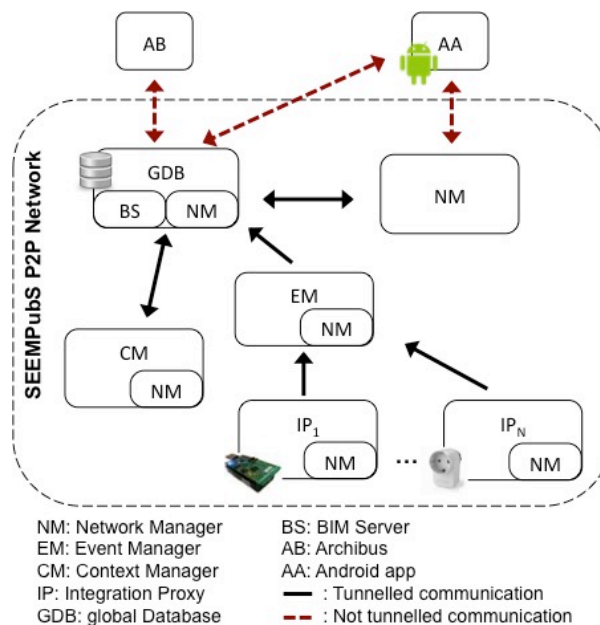 AB
AA
SEEMPubS P2P Network
GDB
BS
NM
NM
EM
NM
CM
NM
IP1
NM
...
IPN
NM
NM: Network Manager
BS: BIM Server
EM: Event Manager
AB: Archibus
CM: Context Manager
AA: Android app
IP: Integration Proxy
: Tunnelled communication
GDB: global Database
: Not tunnelled communication